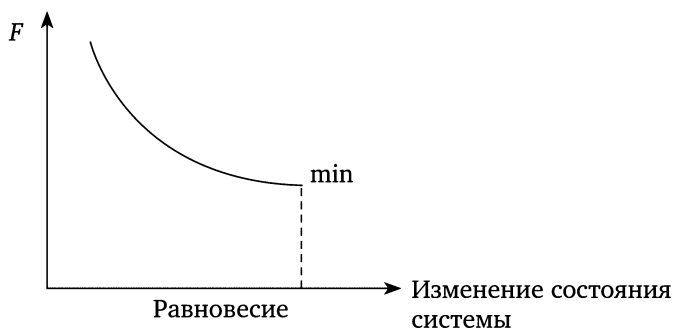 F
min
Равновесие
Изменение состояния
системы